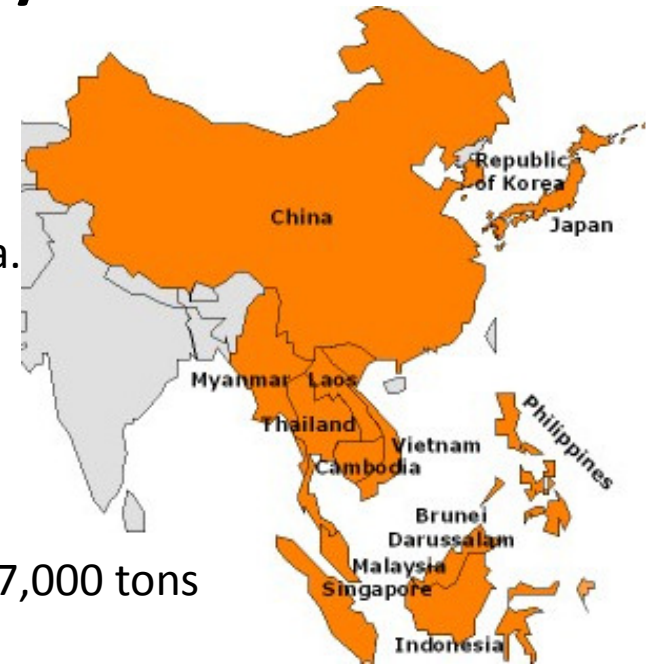 Republic
of Korea
China
Japan
a.
Myanmar
Laos
Thailand
Vietnam
Cambodia
Philippines
Brunei
Darussalam
Malaysia
7,000 tons
Singapore
Indonesia